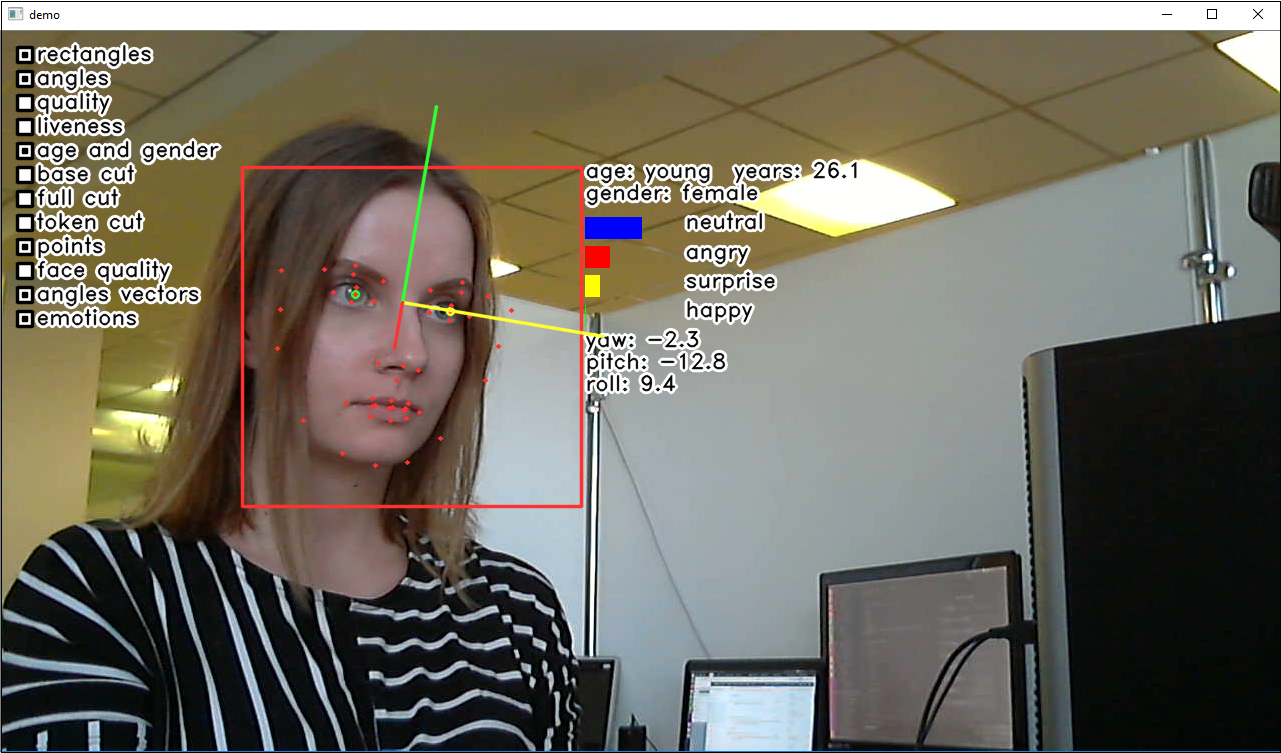 demo
rectangles
angles
quality
liveness
age and gender
base cut
full cut
token cut
points
face quality
angles vectors
emotions
age: young  years: 26.1
gender: female
neutral
angry
surprise
happy
yaw: −2.3
pitch: −12.8
roll: 9.4